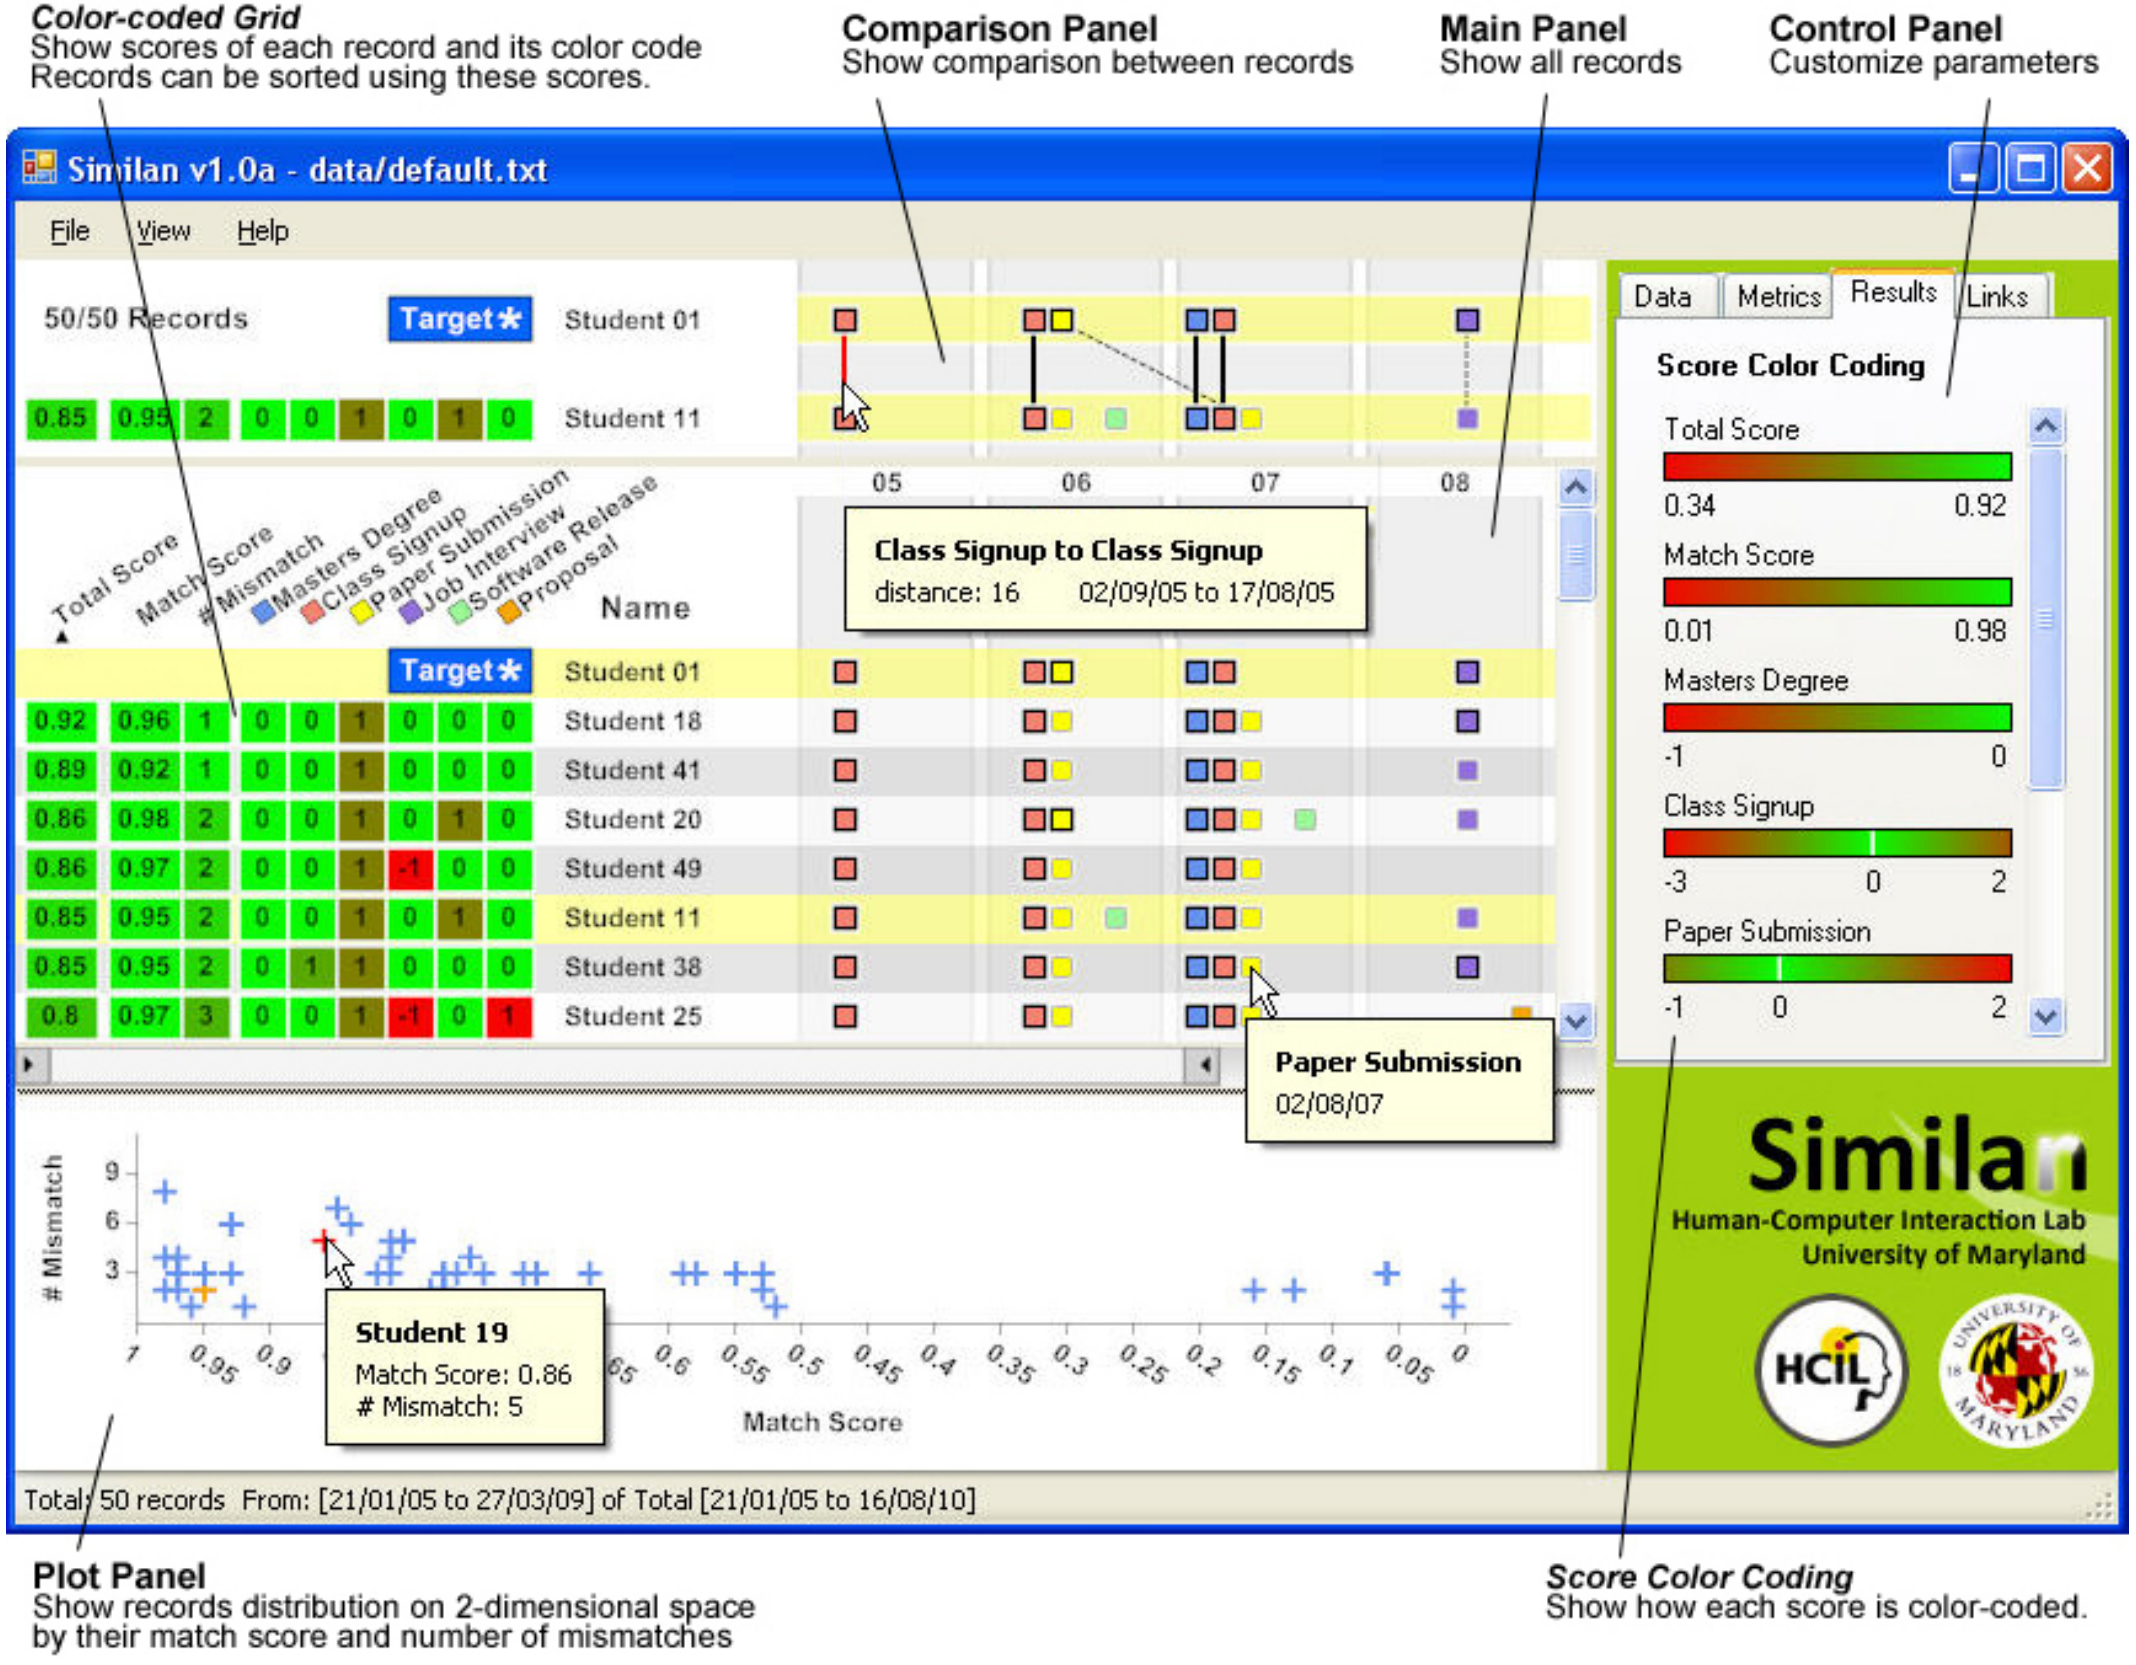 Color-coded Grid
Show scores of each record and its color code
Records can be sorted using these scores.
Comparison Panel
Show comparison between records
Main Panel
Show all records
Control Panel
Customize parameters
Similan v1.0a - data/default.txt
File View Help
50/50 Records Target* Student 01
0.85 0.95 2 0 0 1 0 1 0 Student 11
05 06 07 08
Total Score
Match Score
# Mismatch
Masters Degree
Class Signup
Paper Submission
Job Interview
Software Release
Proposal
Name
Class Signup to Class Signup
distance: 16 02/09/05 to 17/08/05
Target* Student 01
0.92 0.96 1 0 0 1 0 0 0 Student 18
0.89 0.92 1 0 0 1 0 0 0 Student 41
0.86 0.98 2 0 0 1 0 1 0 Student 20
0.86 0.97 2 0 0 1 -1 0 0 Student 49
0.85 0.95 2 0 0 1 0 1 0 Student 11
0.85 0.95 2 0 1 1 0 0 0 Student 38
0.8 0.97 3 0 0 1 -1 0 1 Student 25
Paper Submission
02/08/07
# Mismatch
9
6
3
1 0.95 0.9 65 0.6 0.55 0.5 0.45 0.4 0.35 0.3 0.25 0.2 0.15 0.1 0.05 0
Match Score
Student 19
Match Score: 0.86
# Mismatch: 5
Data Metrics Results Links
Score Color Coding
Total Score
0.34 0.92
Match Score
0.01 0.98
Masters Degree
-1 0
Class Signup
-3 0 2
Paper Submission
-1 0 2
Similan
Human-Computer Interaction Lab
University of Maryland
HCIL
UNIVERSITY OF
18 56
MARYLAND
Total: 50 records From: [21/01/05 to 27/03/09] of Total [21/01/05 to 16/08/10]
Plot Panel
Show records distribution on 2-dimensional space
by their match score and number of mismatches
Score Color Coding
Show how each score is color-coded.